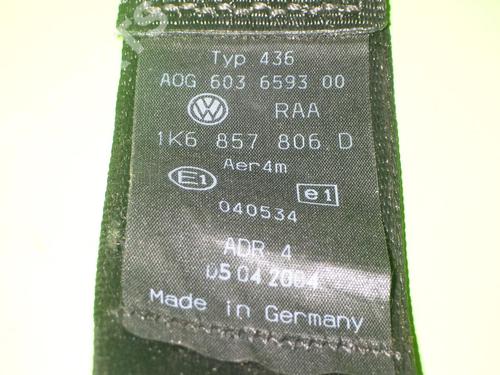 Typ 436
AOG 603 6593 00
VW RAA
1K6 857 806 D
Aer4m
E1 e1
040534
ADR 4
05 04 2004
Made in Germany